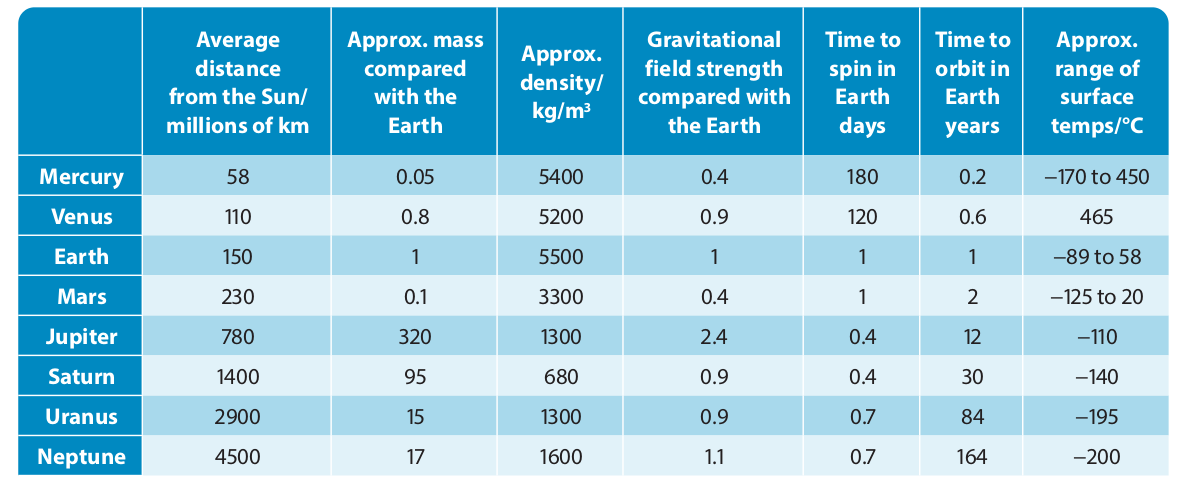 Average distance from the Sun/ millions of km | Approx. mass compared with the Earth | Approx. density/ kg/m³ | Gravitational field strength compared with the Earth | Time to spin in Earth days | Time to orbit in Earth years | Approx. range of surface temps/°C
Mercury | 58 | 0.05 | 5400 | 0.4 | 180 | 0.2 | −170 to 450
Venus | 110 | 0.8 | 5200 | 0.9 | 120 | 0.6 | 465
Earth | 150 | 1 | 5500 | 1 | 1 | 1 | −89 to 58
Mars | 230 | 0.1 | 3300 | 0.4 | 1 | 2 | −125 to 20
Jupiter | 780 | 320 | 1300 | 2.4 | 0.4 | 12 | −110
Saturn | 1400 | 95 | 680 | 0.9 | 0.4 | 30 | −140
Uranus | 2900 | 15 | 1300 | 0.9 | 0.7 | 84 | −195
Neptune | 4500 | 17 | 1600 | 1.1 | 0.7 | 164 | −200